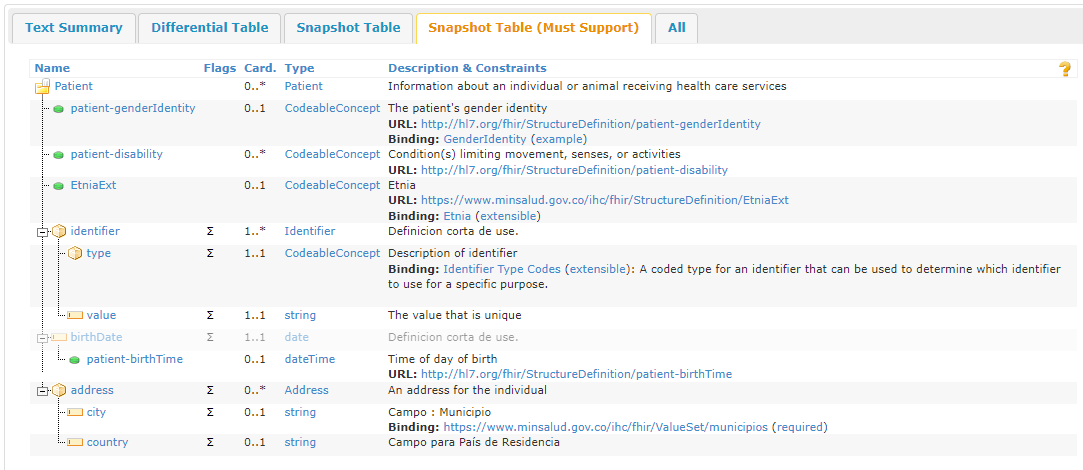 Text Summary Differential Table Snapshot Table Snapshot Table (Must Support) All
Name Flags Card. Type Description & Constraints ?
Patient 0..* Patient Information about an individual or animal receiving health care services
patient-genderIdentity 0..1 CodeableConcept The patient's gender identity
URL: http://hl7.org/fhir/StructureDefinition/patient-genderIdentity
Binding: GenderIdentity (example)
patient-disability 0..* CodeableConcept Condition(s) limiting movement, senses, or activities
URL: http://hl7.org/fhir/StructureDefinition/patient-disability
EtniaExt 0..1 CodeableConcept Etnia
URL: https://www.minsalud.gov.co/ihc/fhir/StructureDefinition/EtniaExt
Binding: Etnia (extensible)
identifier Σ 1..* Identifier Definicion corta de use.
type Σ 1..1 CodeableConcept Description of identifier
Binding: Identifier Type Codes (extensible): A coded type for an identifier that can be used to determine which identifier
to use for a specific purpose.
value Σ 1..1 string The value that is unique
birthDate Σ 1..1 date Definicion corta de use.
patient-birthTime 0..1 dateTime Time of day of birth
URL: http://hl7.org/fhir/StructureDefinition/patient-birthTime
address Σ 0..* Address An address for the individual
city Σ 0..1 string Campo : Municipio
Binding: https://www.minsalud.gov.co/ihc/fhir/ValueSet/municipios (required)
country Σ 0..1 string Campo para País de Residencia